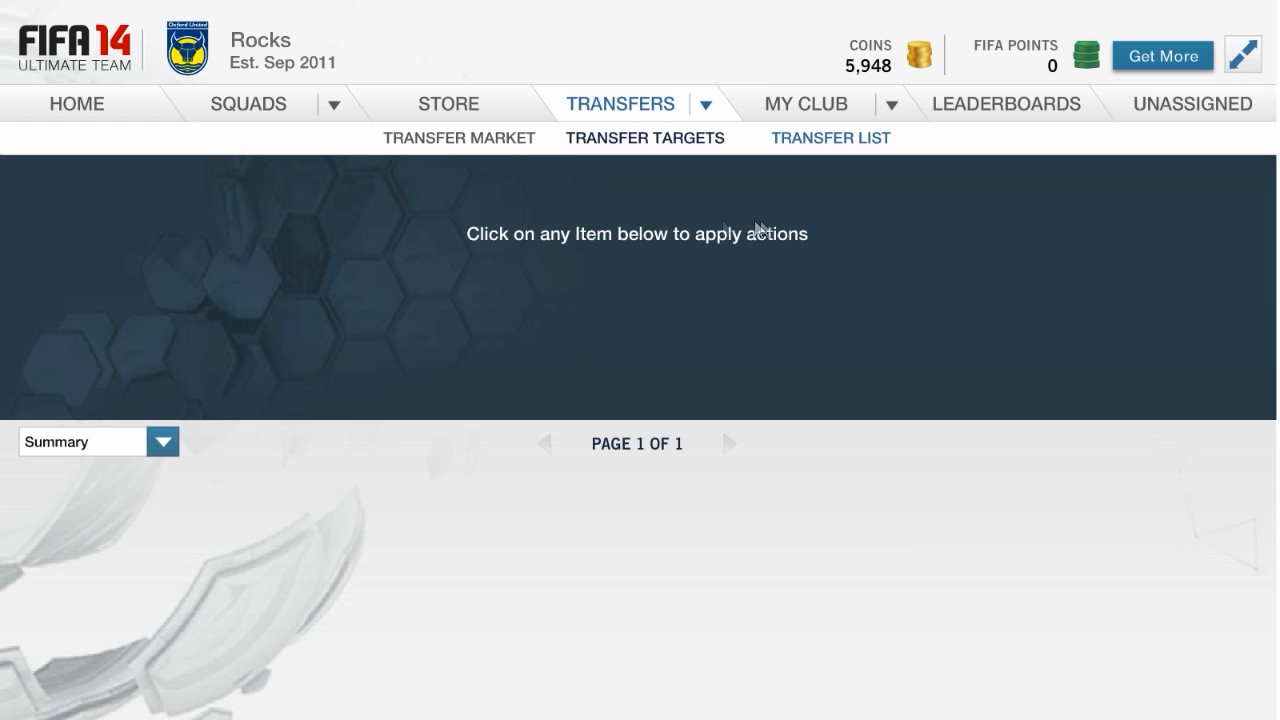 FIFA 14
ULTIMATE TEAM
Oxford United
Rocks
Est. Sep 2011
COINS
5,948
FIFA POINTS
0
Get More
HOME
SQUADS
STORE
TRANSFERS
MY CLUB
LEADERBOARDS
UNASSIGNED
TRANSFER MARKET
TRANSFER TARGETS
TRANSFER LIST
Click on any Item below to apply actions
Summary
PAGE 1 OF 1